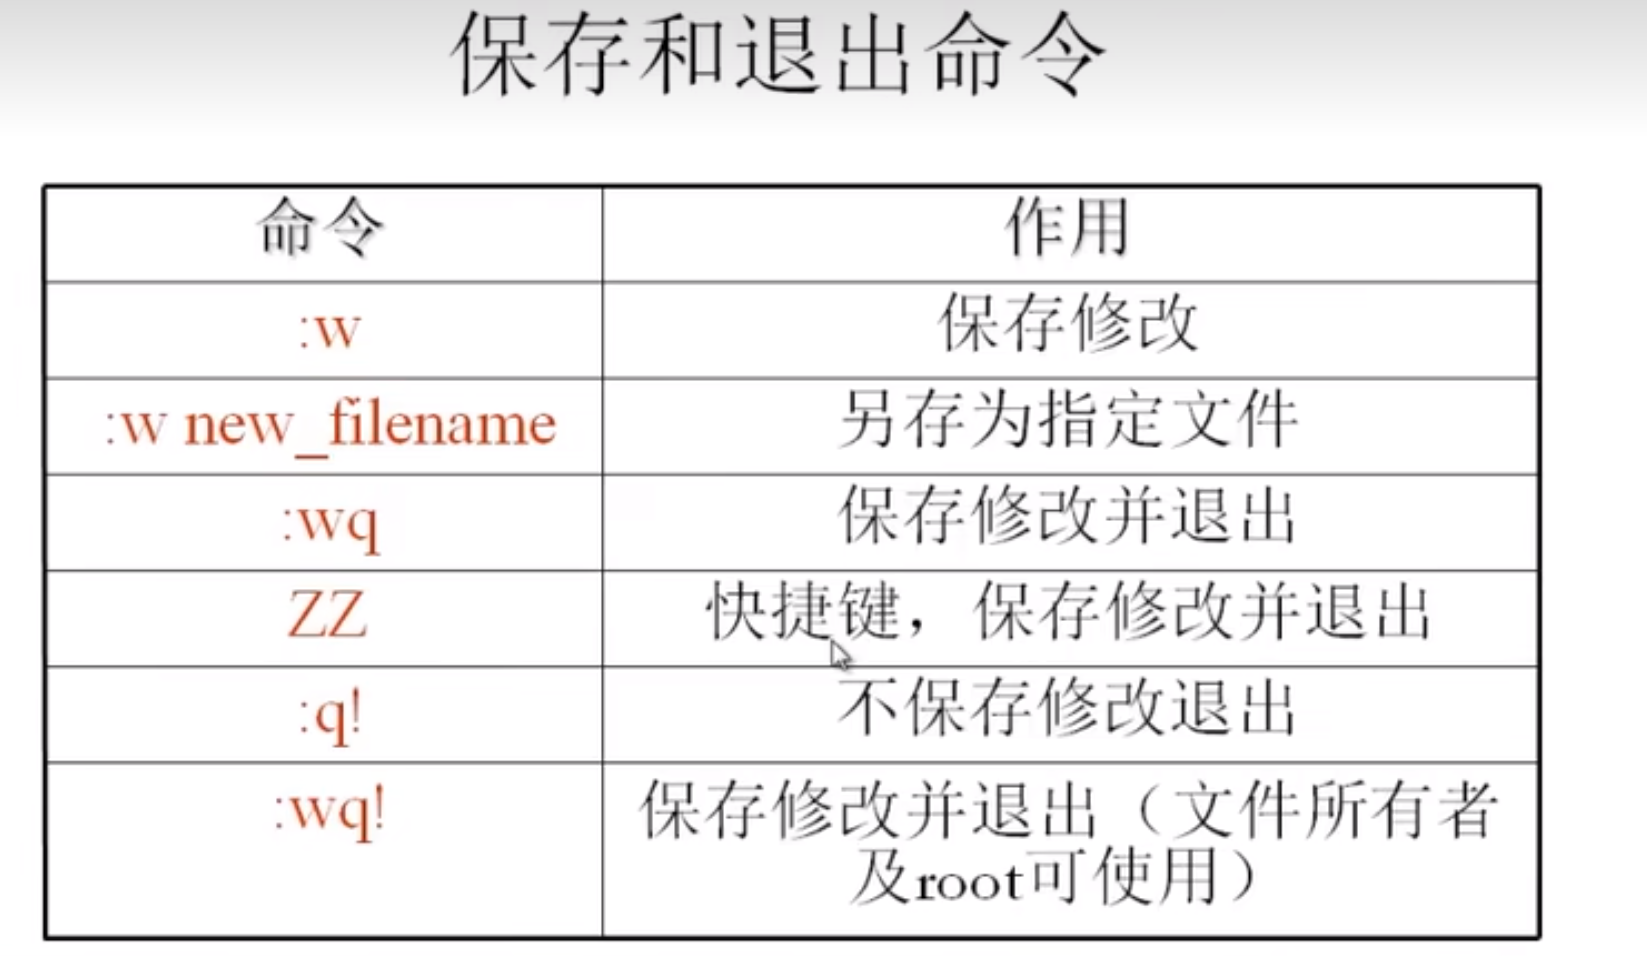 保存和退出命令
命令 作用
:w 保存修改
:w new_filename 另存为指定文件
:wq 保存修改并退出
ZZ 快捷键，保存修改并退出
:q! 不保存修改退出
:wq! 保存修改并退出（文件所有者
及root可使用）